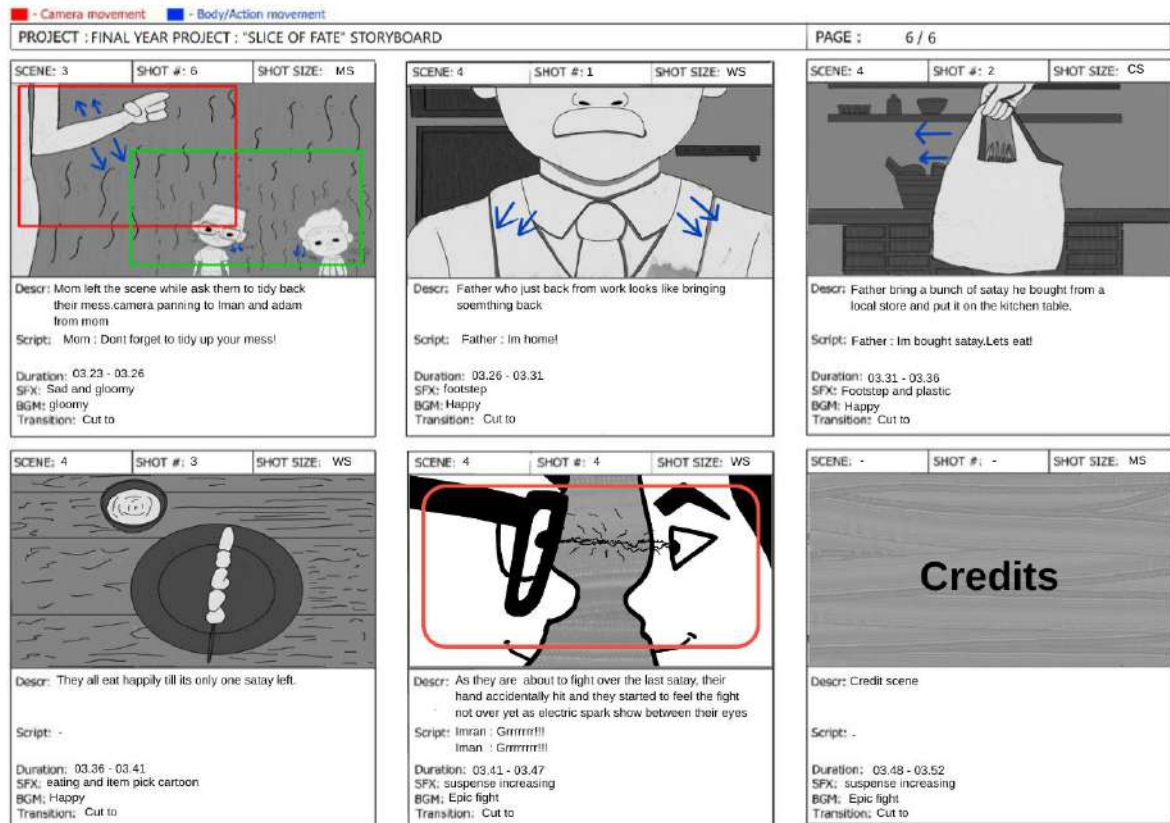 - Camera movement - Body/Action movement
PROJECT : FINAL YEAR PROJECT : "SLICE OF FATE" STORYBOARD PAGE : 6 / 6
SCENE: 3 SHOT #: 6 SHOT SIZE: MS
Descr: Mom left the scene while ask them to tidy back
their mess.camera panning to Iman and adam
from mom
Script: Mom : Dont forget to tidy up your mess!
Duration: 03.23 - 03.26
SFX: Sad and gloomy
BGM: gloomy
Transition: Cut to
SCENE: 4 SHOT #: 1 SHOT SIZE: WS
Descr: Father who just back from work looks like bringing
soemthing back
Script: Father : Im home!
Duration: 03.26 - 03.31
SFX: footstep
BGM: Happy
Transition: Cut to
SCENE: 4 SHOT #: 2 SHOT SIZE: CS
Descr: Father bring a bunch of satay he bought from a
local store and put it on the kitchen table.
Script: Father : Im bought satay.Lets eat!
Duration: 03.31 - 03.36
SFX: Footstep and plastic
BGM: Happy
Transition: Cut to
SCENE: 4 SHOT #: 3 SHOT SIZE: WS
Descr: They all eat happily till its only one satay left.
Script: -
Duration: 03.36 - 03.41
SFX: eating and item pick cartoon
BGM: Happy
Transition: Cut to
SCENE: 4 SHOT #: 4 SHOT SIZE: WS
Descr: As they are about to fight over the last satay, their
hand accidentally hit and they started to feel the fight
not over yet as electric spark show between their eyes
Script: Imran : Grrrrrrr!!!
Iman : Grrrrrrr!!!
Duration: 03.41 - 03.47
SFX: suspense increasing
BGM: Epic fight
Transition: Cut to
SCENE: - SHOT #: - SHOT SIZE: MS
Credits
Descr: Credit scene
Script: -
Duration: 03.48 - 03.52
SFX: suspense increasing
BGM: Epic fight
Transition: Cut to